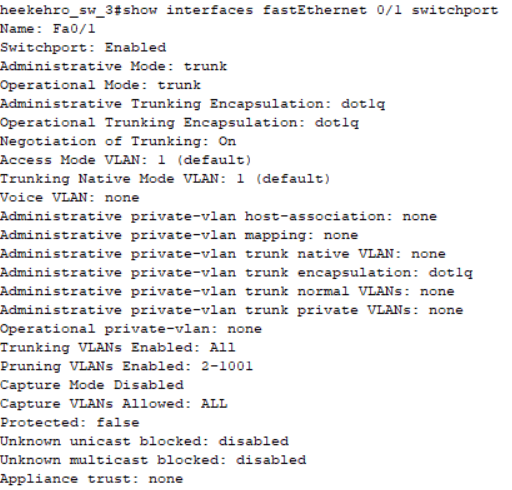 heekehro_sw_3#show interfaces fastEthernet 0/1 switchport
Name: Fa0/1
Switchport: Enabled
Administrative Mode: trunk
Operational Mode: trunk
Administrative Trunking Encapsulation: dot1q
Operational Trunking Encapsulation: dot1q
Negotiation of Trunking: On
Access Mode VLAN: 1 (default)
Trunking Native Mode VLAN: 1 (default)
Voice VLAN: none
Administrative private-vlan host-association: none
Administrative private-vlan mapping: none
Administrative private-vlan trunk native VLAN: none
Administrative private-vlan trunk encapsulation: dot1q
Administrative private-vlan trunk normal VLANs: none
Administrative private-vlan trunk private VLANs: none
Operational private-vlan: none
Trunking VLANs Enabled: All
Pruning VLANs Enabled: 2-1001
Capture Mode Disabled
Capture VLANs Allowed: ALL
Protected: false
Unknown unicast blocked: disabled
Unknown multicast blocked: disabled
Appliance trust: none